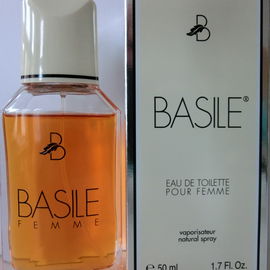 B
B
BASILE
FEMME
B
BASILE®
EAU DE TOILETTE
POUR FEMME
vaporisateur
natural spray
℮ 50 ml 1.7 Fl. Oz.